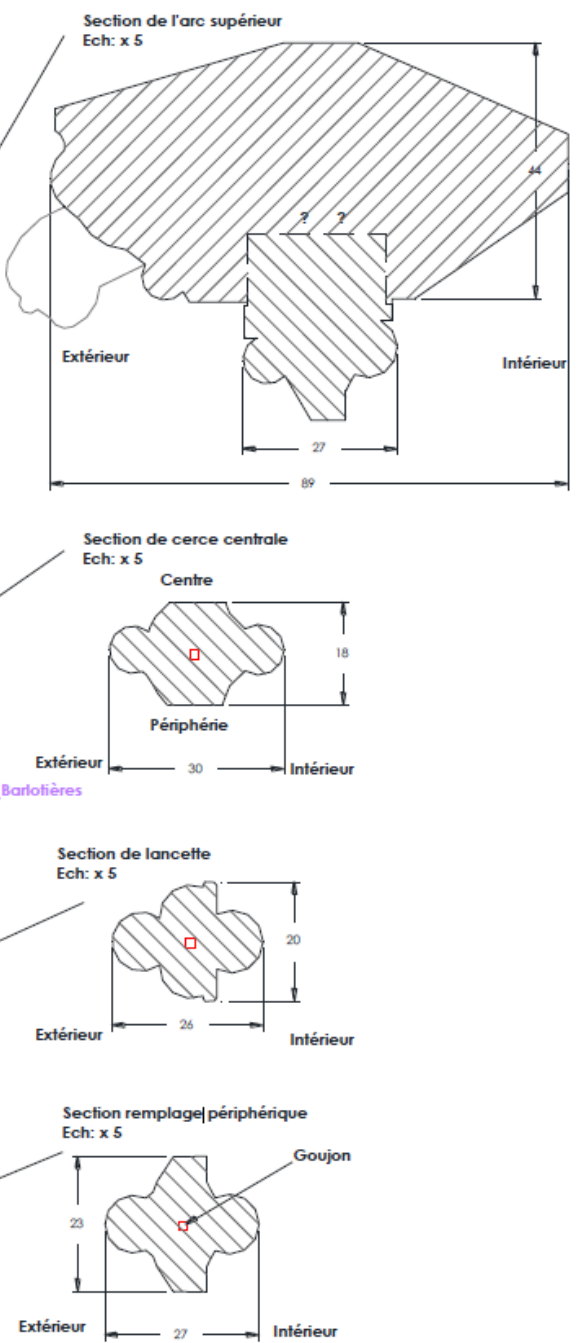 Section de l'arc supérieur
Ech: x 5
44
? ?
Extérieur
Intérieur
27
89
Section de cerce centrale
Ech: x 5
Centre
18
Périphérie
Extérieur
30
Intérieur
Barlotières
Section de lancette
Ech: x 5
20
26
Extérieur
Intérieur
Section remplage périphérique
Ech: x 5
Goujon
23
Extérieur
27
Intérieur